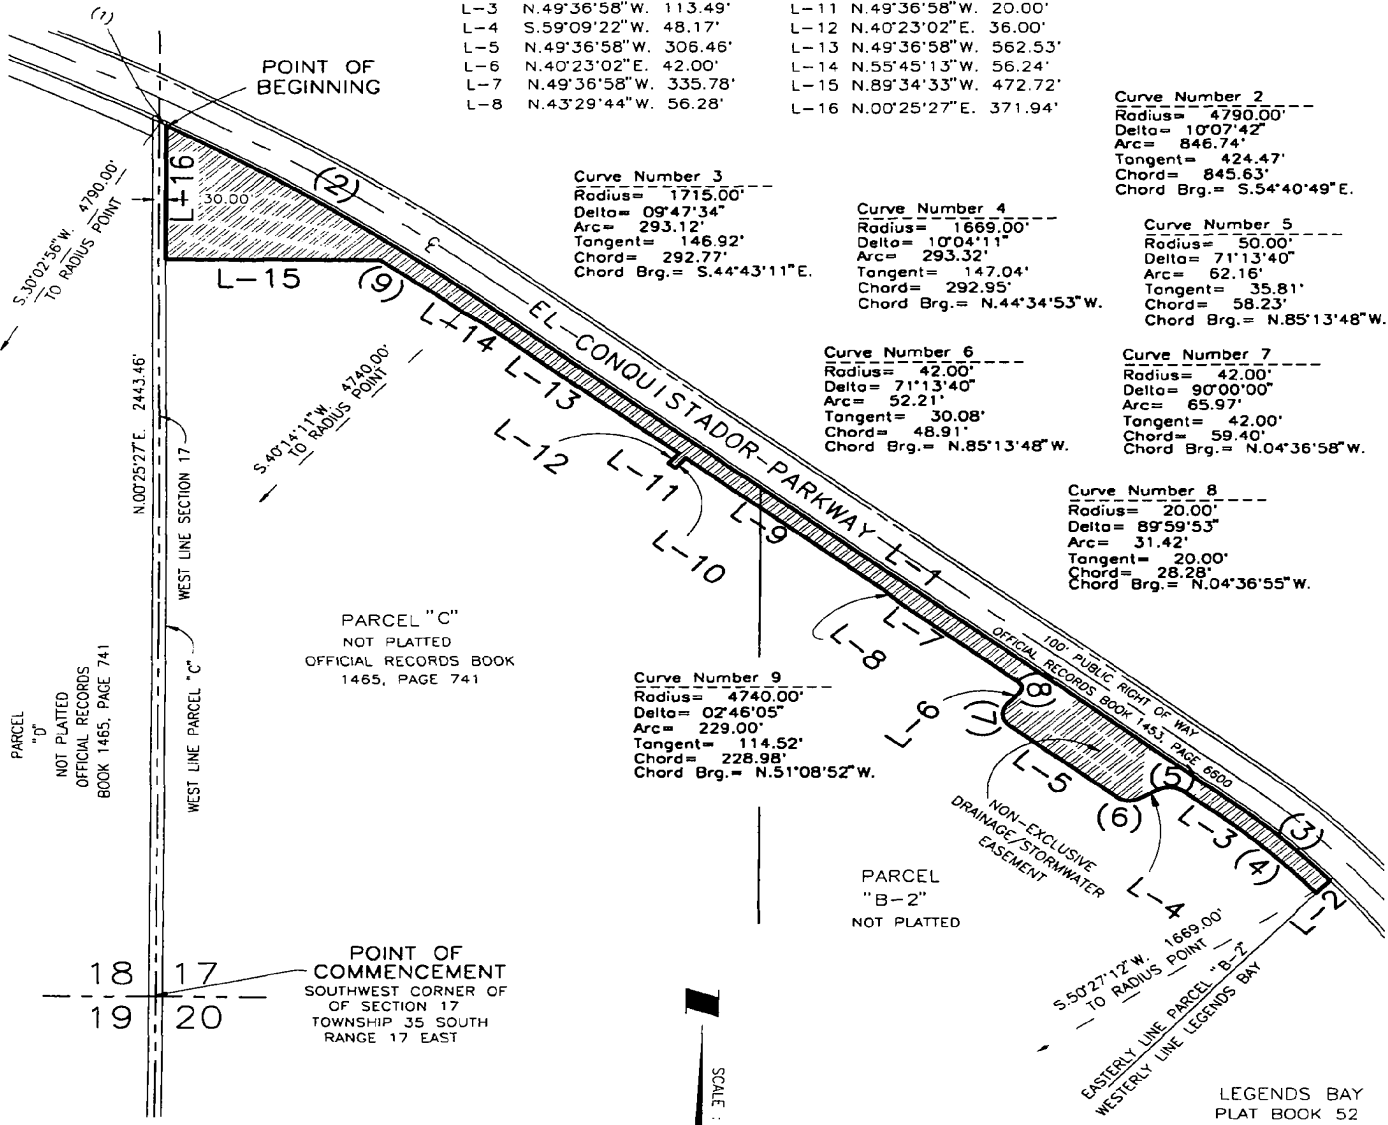 (1)
L-3 N.49°36'58"W. 113.49'
L-4 S.59°09'22"W. 48.17'
L-5 N.49°36'58"W. 306.46'
L-6 N.40°23'02"E. 42.00'
L-7 N.49°36'58"W. 335.78'
L-8 N.43°29'44"W. 56.28'
L-11 N.49°36'58"W. 20.00'
L-12 N.40°23'02"E. 36.00'
L-13 N.49°36'58"W. 562.53'
L-14 N.55°45'13"W. 56.24'
L-15 N.89°34'33"W. 472.72'
L-16 N.00°25'27"E. 371.94'
POINT OF
BEGINNING
Curve Number 2
Radius= 4790.00'
Delta= 10°07'42"
Arc= 846.74'
Tangent= 424.47'
Chord= 845.63'
Chord Brg.= S.54°40'49"E.
Curve Number 3
Radius= 1715.00'
Delta= 09°47'34"
Arc= 293.12'
Tangent= 146.92'
Chord= 292.77'
Chord Brg.= S.44°43'11"E.
Curve Number 4
Radius= 1669.00'
Delta= 10°04'11"
Arc= 293.32'
Tangent= 147.04'
Chord= 292.95'
Chord Brg.= N.44°34'53"W.
Curve Number 5
Radius= 50.00'
Delta= 71°13'40"
Arc= 62.16'
Tangent= 35.81'
Chord= 58.23'
Chord Brg.= N.85°13'48"W.
Curve Number 6
Radius= 42.00'
Delta= 71°13'40"
Arc= 52.21'
Tangent= 30.08'
Chord= 48.91'
Chord Brg.= N.85°13'48"W.
Curve Number 7
Radius= 42.00'
Delta= 90°00'00"
Arc= 65.97'
Tangent= 42.00'
Chord= 59.40'
Chord Brg.= N.04°36'58"W.
Curve Number 8
Radius= 20.00'
Delta= 89°59'53"
Arc= 31.42'
Tangent= 20.00'
Chord= 28.28'
Chord Brg.= N.04°36'55"W.
Curve Number 9
Radius= 4740.00'
Delta= 02°46'05"
Arc= 229.00'
Tangent= 114.52'
Chord= 228.98'
Chord Brg.= N.51°08'52"W.
L-16
30.00'
(2)
3
S.30°02'56"W. 4790.00'
TO RADIUS POINT
L-15
(9)
L-14
L-13
L-12
L-11
L-10
L-9
EL-CONQUISTADOR-PARKWAY
L-1
S.40°14'11"W. 4740.00'
TO RADIUS POINT
N.00°25'27"E. 2443.46'
WEST LINE SECTION 17
WEST LINE PARCEL "C"
PARCEL
"D"
NOT PLATTED
OFFICIAL RECORDS
BOOK 1465, PAGE 741
PARCEL "C"
NOT PLATTED
OFFICIAL RECORDS BOOK
1465, PAGE 741
L-8
L-7
L-6
(7)
(8)
100' PUBLIC RIGHT OF WAY
OFFICIAL RECORDS BOOK 1453, PAGE 6600
L-5
(6)
(5)
L-3
(4)
(3)
L-4
L-2
NON-EXCLUSIVE
DRAINAGE/STORMWATER
EASEMENT
PARCEL
"B-2"
NOT PLATTED
S.50°27'12"W. 1669.00'
TO RADIUS POINT
EASTERLY LINE PARCEL "B-2"
WESTERLY LINE LEGENDS BAY
POINT OF
COMMENCEMENT
SOUTHWEST CORNER OF
OF SECTION 17
TOWNSHIP 35 SOUTH
RANGE 17 EAST
18 17
19 20
SCALE :
LEGENDS BAY
PLAT BOOK 52